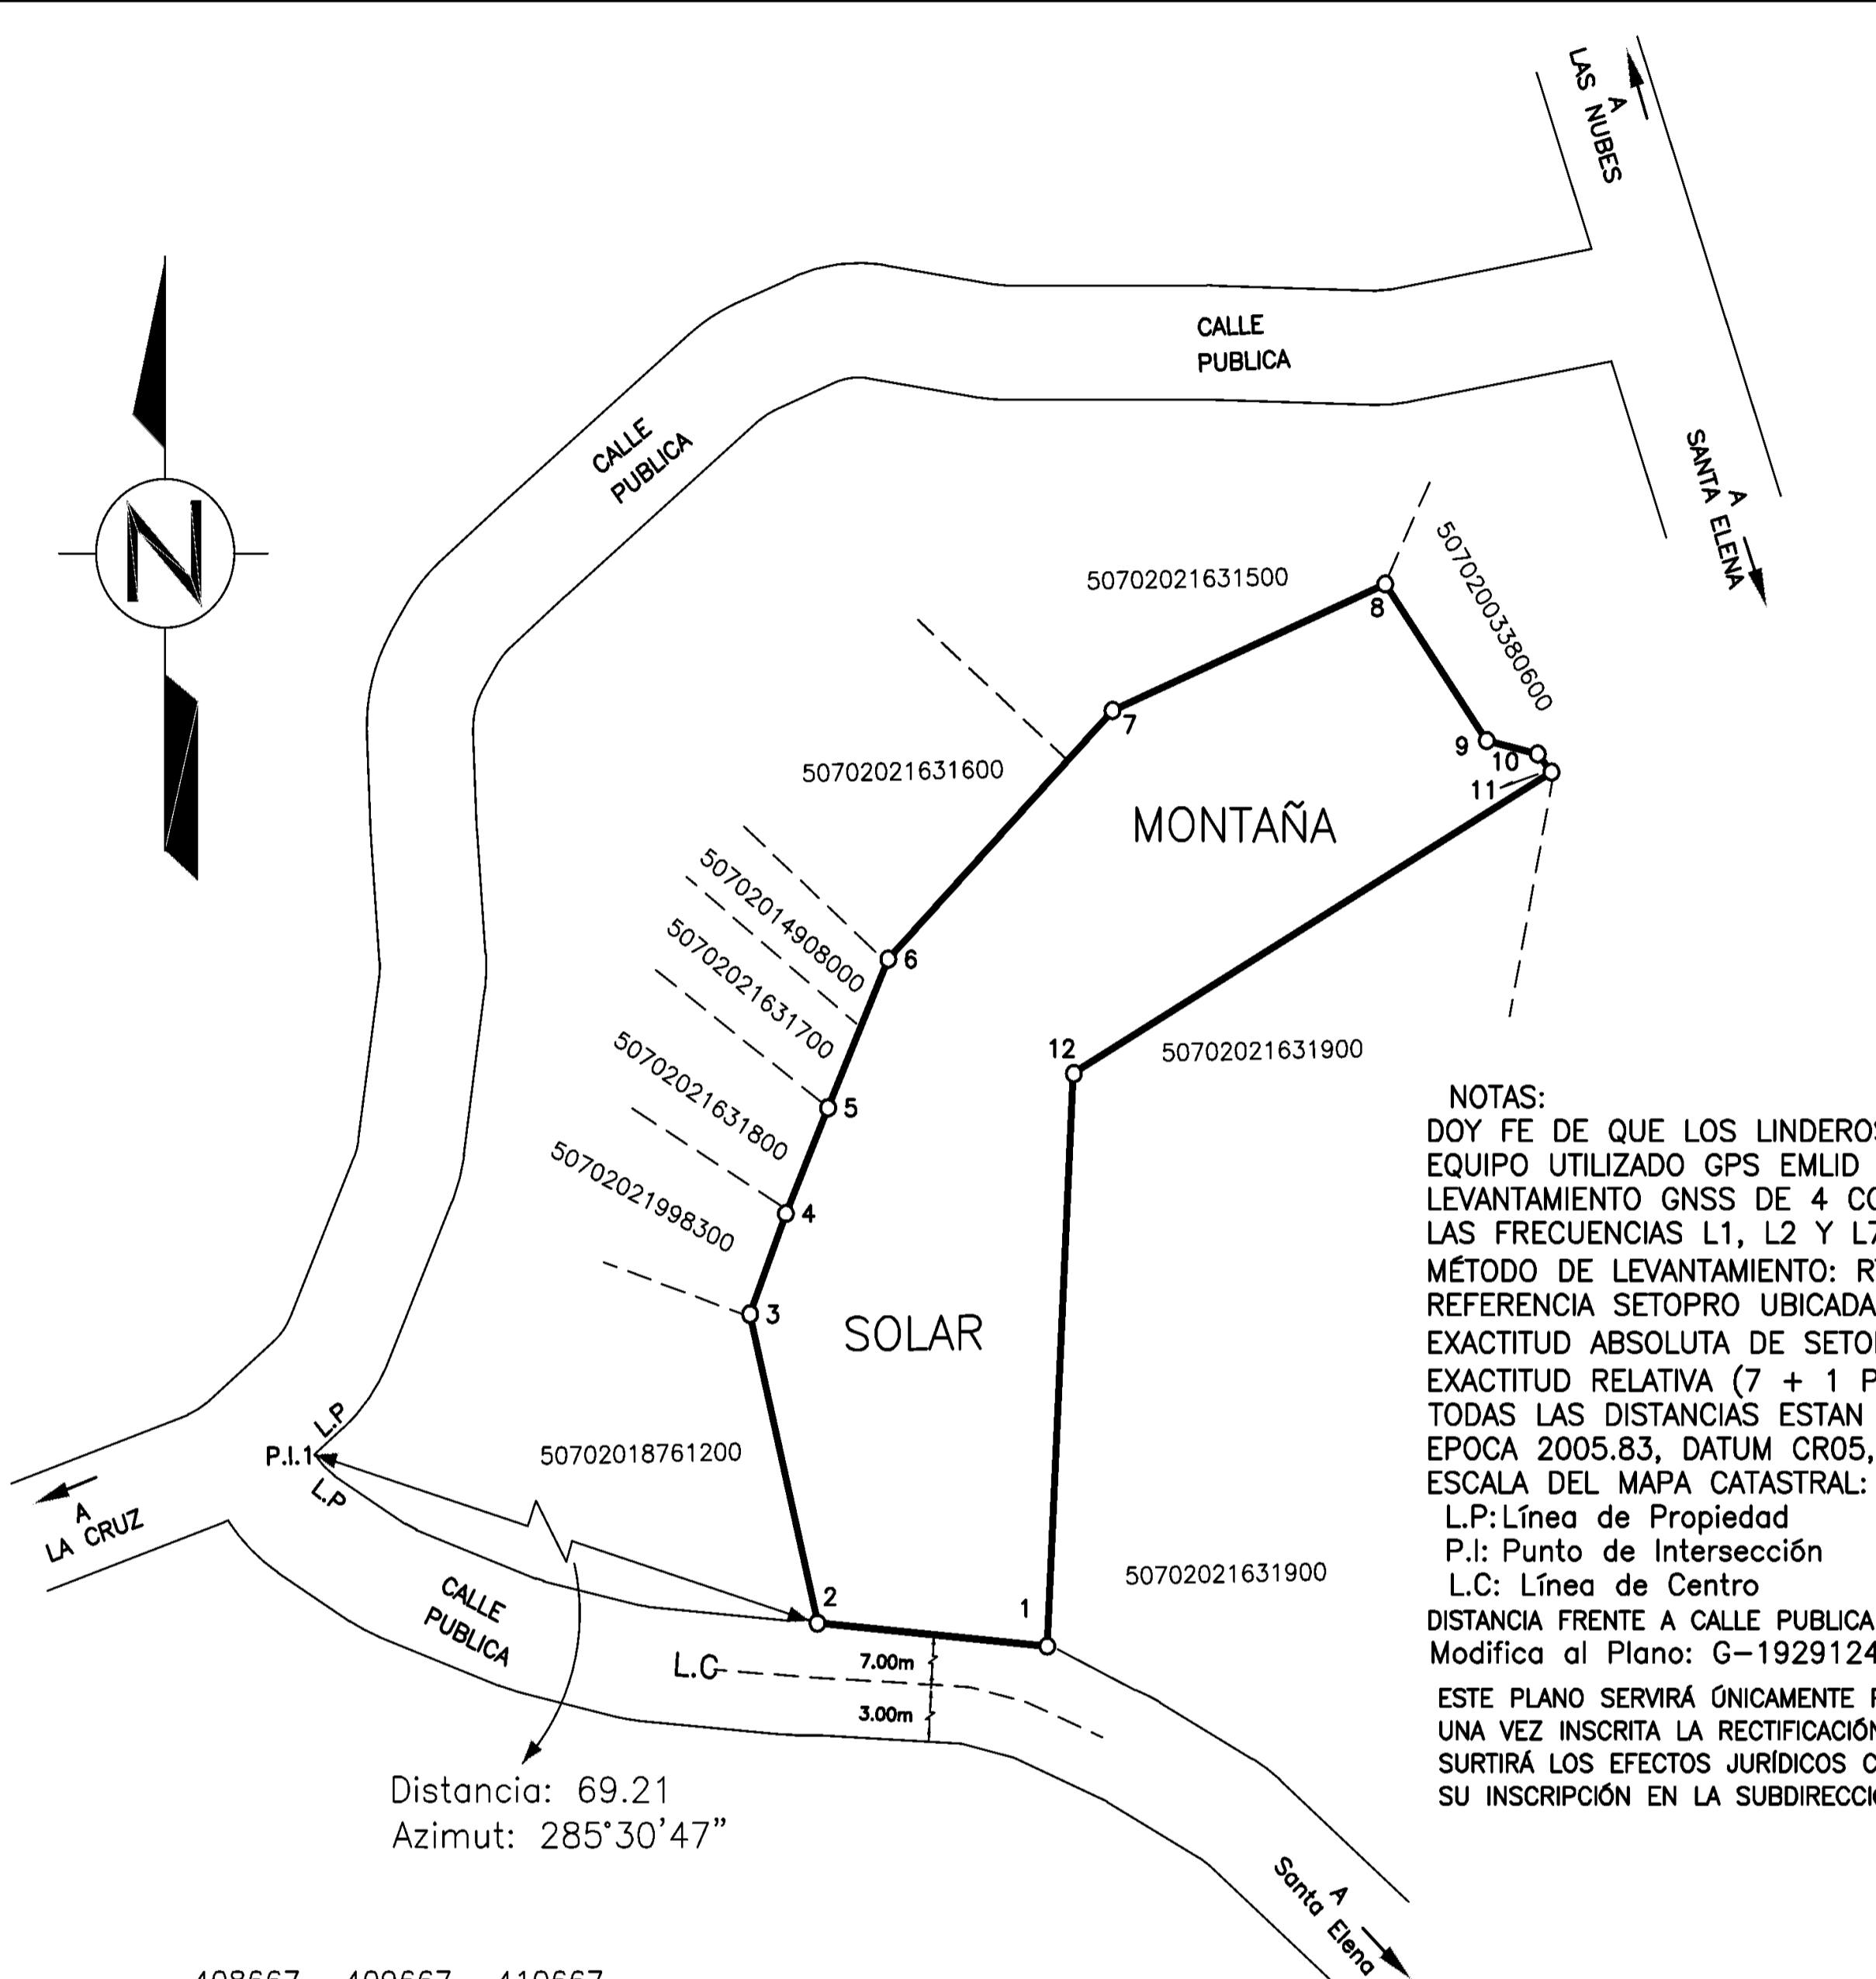 A
LAS NUBES
CALLE
PUBLICA
CALLE
PUBLICA
A
SANTA ELENA
N
50702021631500
8
50702003380600
7
9
10
11
50702021631600
MONTAÑA
50702014908000
6
50702021631700
12
50702021631900
50702021631800
5
50702021998300
4
3
SOLAR
NOTAS:
DOY FE DE QUE LOS LINDEROS
EQUIPO UTILIZADO GPS EMLID
LEVANTAMIENTO GNSS DE 4
LAS FRECUENCIAS L1, L2 Y L7
MÉTODO DE LEVANTAMIENTO:
REFERENCIA SETOPRO UBICADA
EXACTITUD ABSOLUTA DE
EXACTITUD RELATIVA (7 + 1 P
TODAS LAS DISTANCIAS ESTAN
EPOCA 2005.83, DATUM CR05,
ESCALA DEL MAPA CATASTRAL:
L.P: Línea de Propiedad
P.I: Punto de Intersección
L.C: Línea de Centro
DISTANCIA FRENTE A CALLE PUBLICA
Modifica al Plano: G-1929124
ESTE PLANO SERVIRÁ ÚNICAMENTE
UNA VEZ INSCRITA LA RECTIFICACIÓN
SURTIRÁ LOS EFECTOS JURÍDICOS C
SU INSCRIPCIÓN EN LA
L.P
P.I.1
L.P
50702018761200
A
LA CRUZ
CALLE
PUBLICA
2
1
50702021631900
L.C
7.00m
3.00m
Distancia: 69.21
Azimut: 285°30'47"
A
Santa Elena
408667 409667 410667